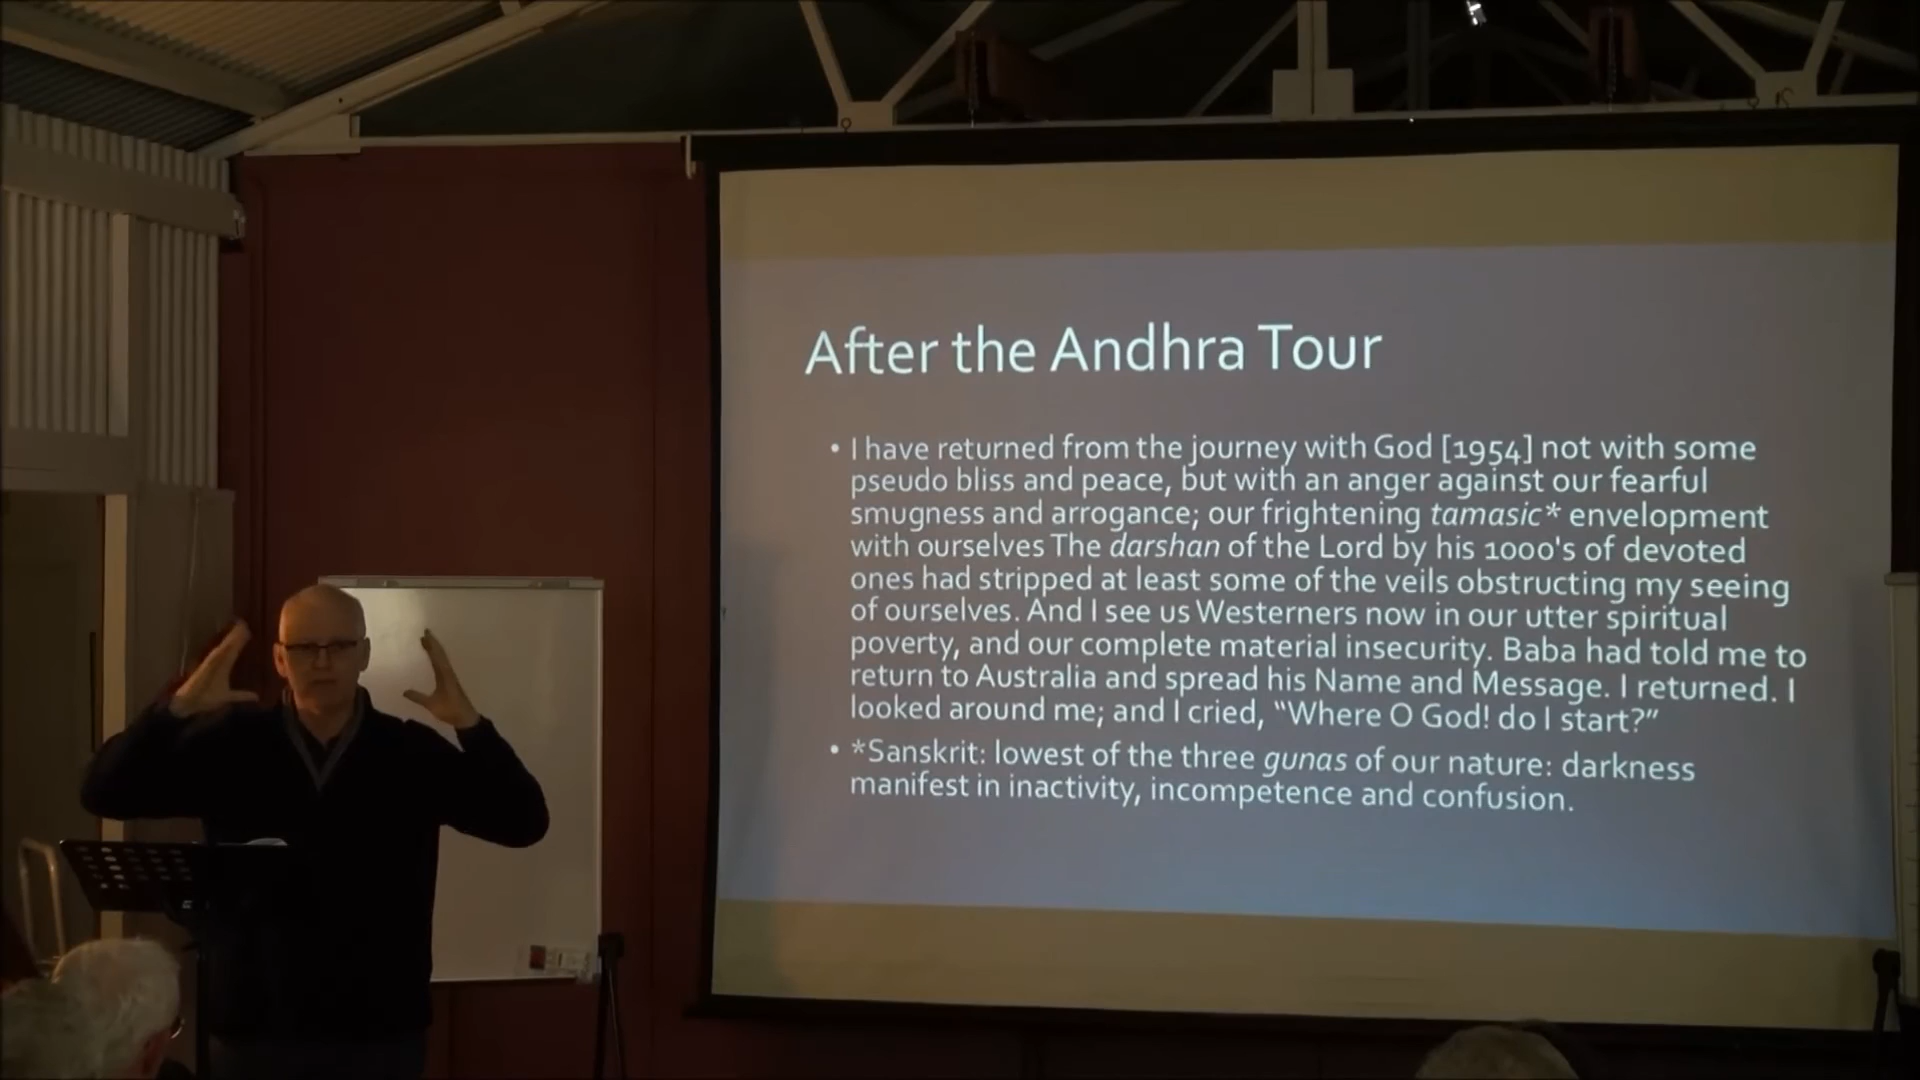 After the Andhra Tour
• I have returned from the journey with God [1954] not with some
pseudo bliss and peace, but with an anger against our fearful
smugness and arrogance; our frightening tamasic* envelopment
with ourselves The darshan of the Lord by his 1000's of devoted
ones had stripped at least some of the veils obstructing my seeing
of ourselves. And I see us Westerners now in our utter spiritual
poverty, and our complete material insecurity. Baba had told me to
return to Australia and spread his Name and Message. I returned. I
looked around me; and I cried, “Where O God! do I start?”
• *Sanskrit: lowest of the three gunas of our nature: darkness
manifest in inactivity, incompetence and confusion.